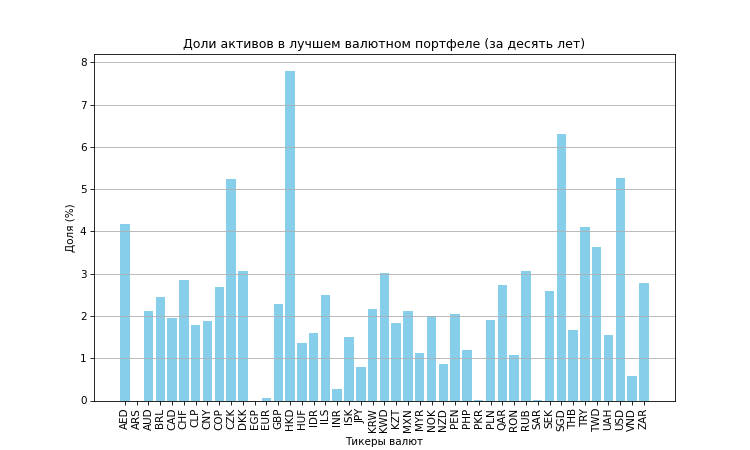 Доли активов в лучшем валютном портфеле (за десять лет)
8
7
6
5
4
3
2
1
0
Доля (%)
AED ARS AUD BRL CAD CHF CLP CNY COP CZK DKK EGP EUR GBP HKD HUF IDR ILS INR ISK JPY KRW KWD KZT MXN MYR NOK NZD PEN PHP PKR PLN QAR RON RUB SAR SEK SGD THB TRY TWD UAH USD VND ZAR
Тикеры валют